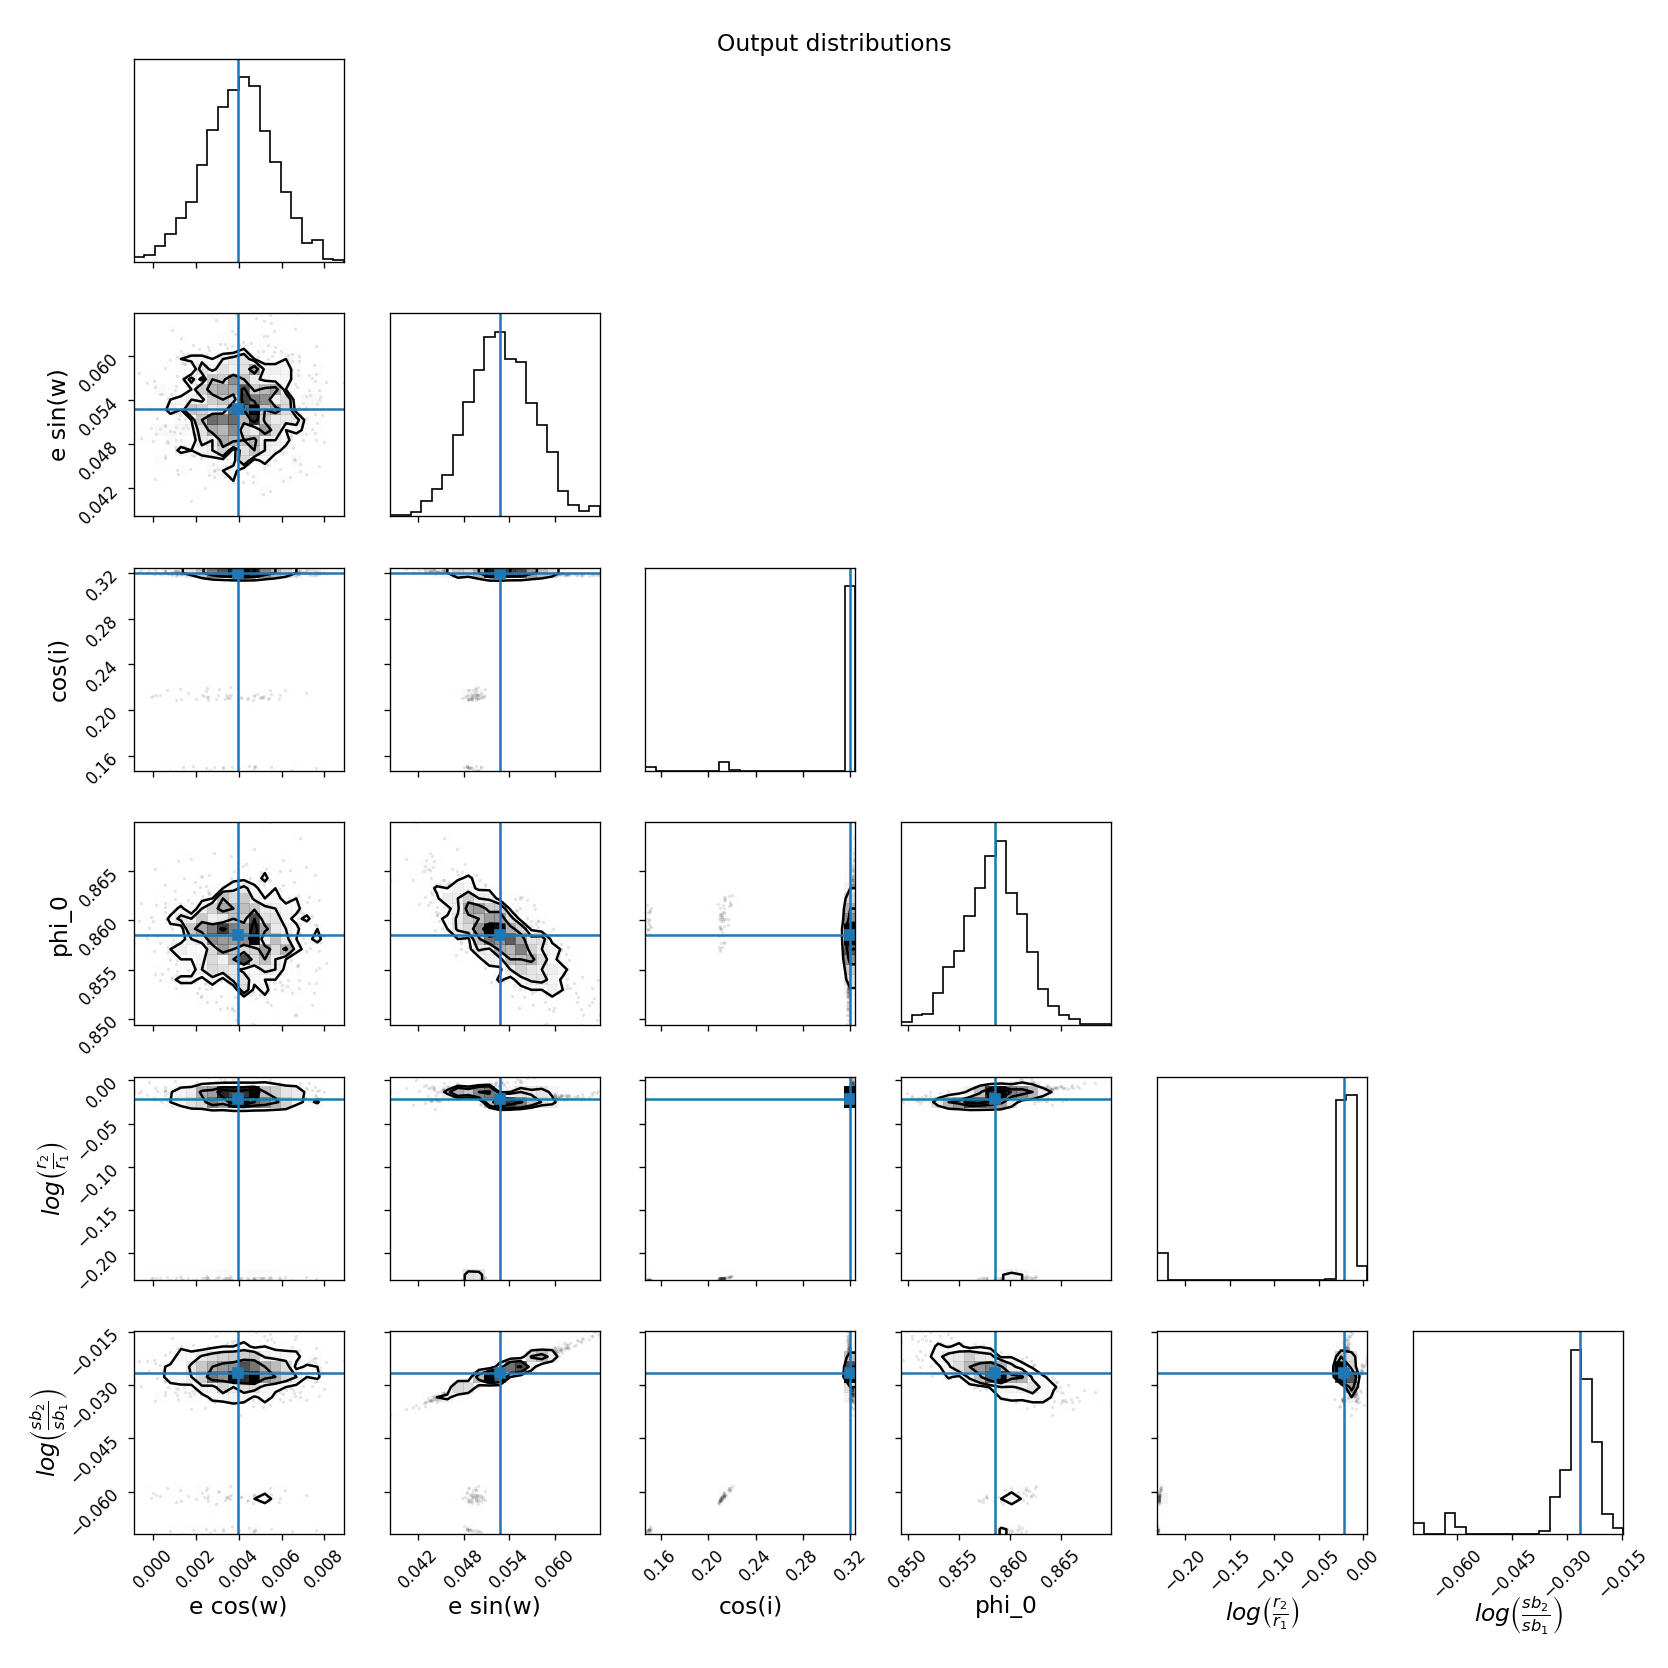 Output distributions
e sin(w)
0.060
0.054
0.048
0.042
cos(i)
0.32
0.28
0.24
0.20
0.16
phi_0
0.865
0.860
0.855
0.850
log(r₂/r₁)
0.00
−0.05
−0.10
−0.15
−0.20
log(sb₂/sb₁)
−0.015
−0.030
−0.045
−0.060
0.000 0.002 0.004 0.006 0.008
0.042 0.048 0.054 0.060
0.16 0.20 0.24 0.28 0.32
0.850 0.855 0.860 0.865
−0.20 −0.15 −0.10 −0.05 0.00
−0.060 −0.045 −0.030 −0.015
e cos(w)
e sin(w)
cos(i)
phi_0
log(r₂/r₁)
log(sb₂/sb₁)